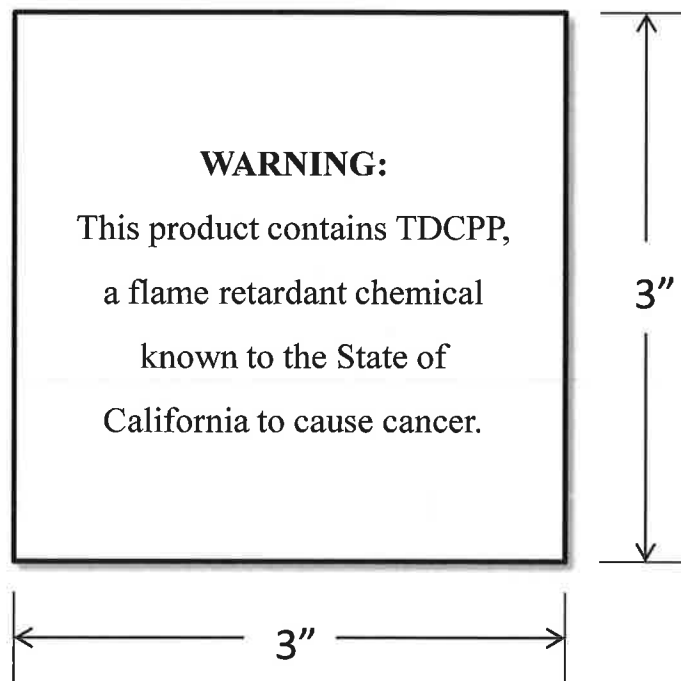 WARNING:
This product contains TDCPP,
a flame retardant chemical
known to the State of
California to cause cancer.
3”
3”